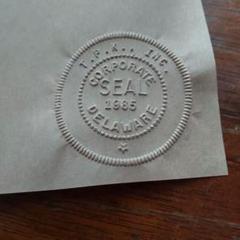 T.P.K., INC.
CORPORATE
SEAL
1985
DELAWARE